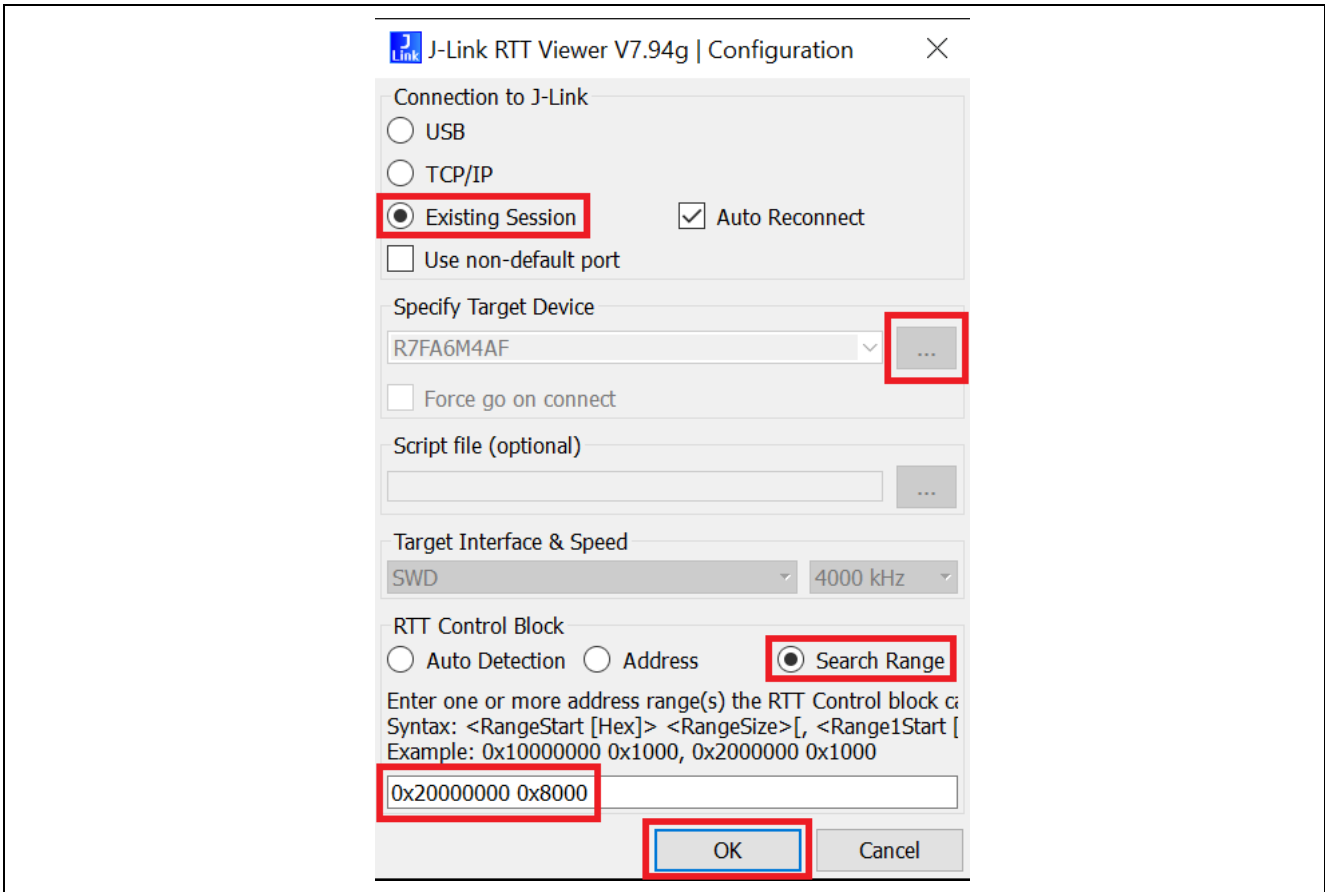 J-Link RTT Viewer V7.94g | Configuration
Connection to J-Link
USB
TCP/IP
Existing Session Auto Reconnect
Use non-default port
Specify Target Device
R7FA6M4AF ...
Force go on connect
Script file (optional)
...
Target Interface & Speed
SWD 4000 kHz
RTT Control Block
Auto Detection Address Search Range
Enter one or more address range(s) the RTT Control block
Syntax: <RangeStart [Hex]> <RangeSize>[, <Range1Start [
Example: 0x10000000 0x1000, 0x2000000 0x1000
0x20000000 0x8000
OK Cancel